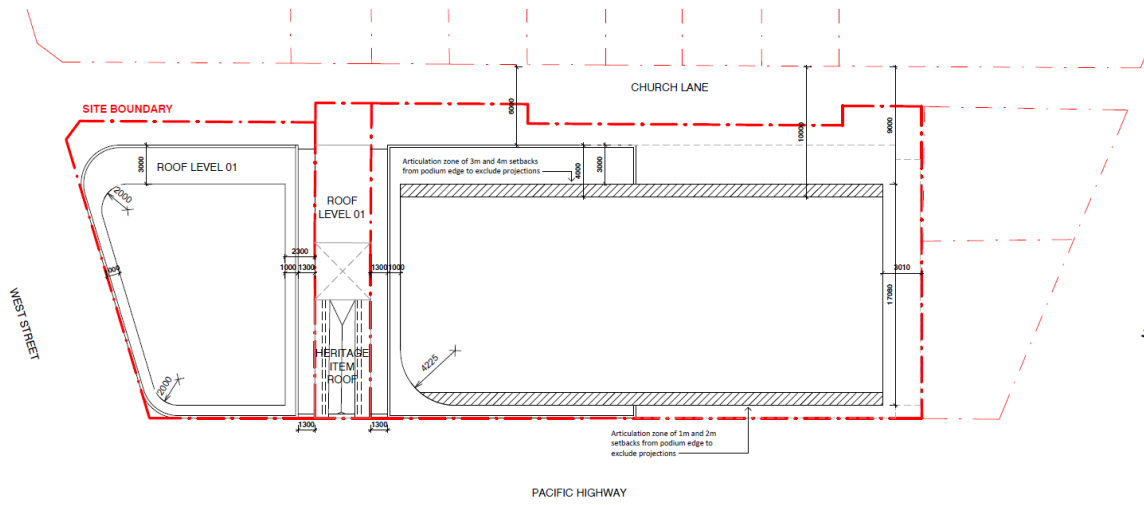 CHURCH LANE
SITE BOUNDARY
6000
10000
9000
ROOF LEVEL 01
3000
Articulation zone of 3m and 4m setbacks
from podium edge to exclude projections
4000
3000
2000
ROOF
LEVEL 01
2300
1000
1300
1300
1000
3010
17080
WEST STREET
HERITAGE
ITEM
ROOF
4225
2000
1300
1300
Articulation zone of 1m and 2m
setbacks from podium edge to
exclude projections
PACIFIC HIGHWAY